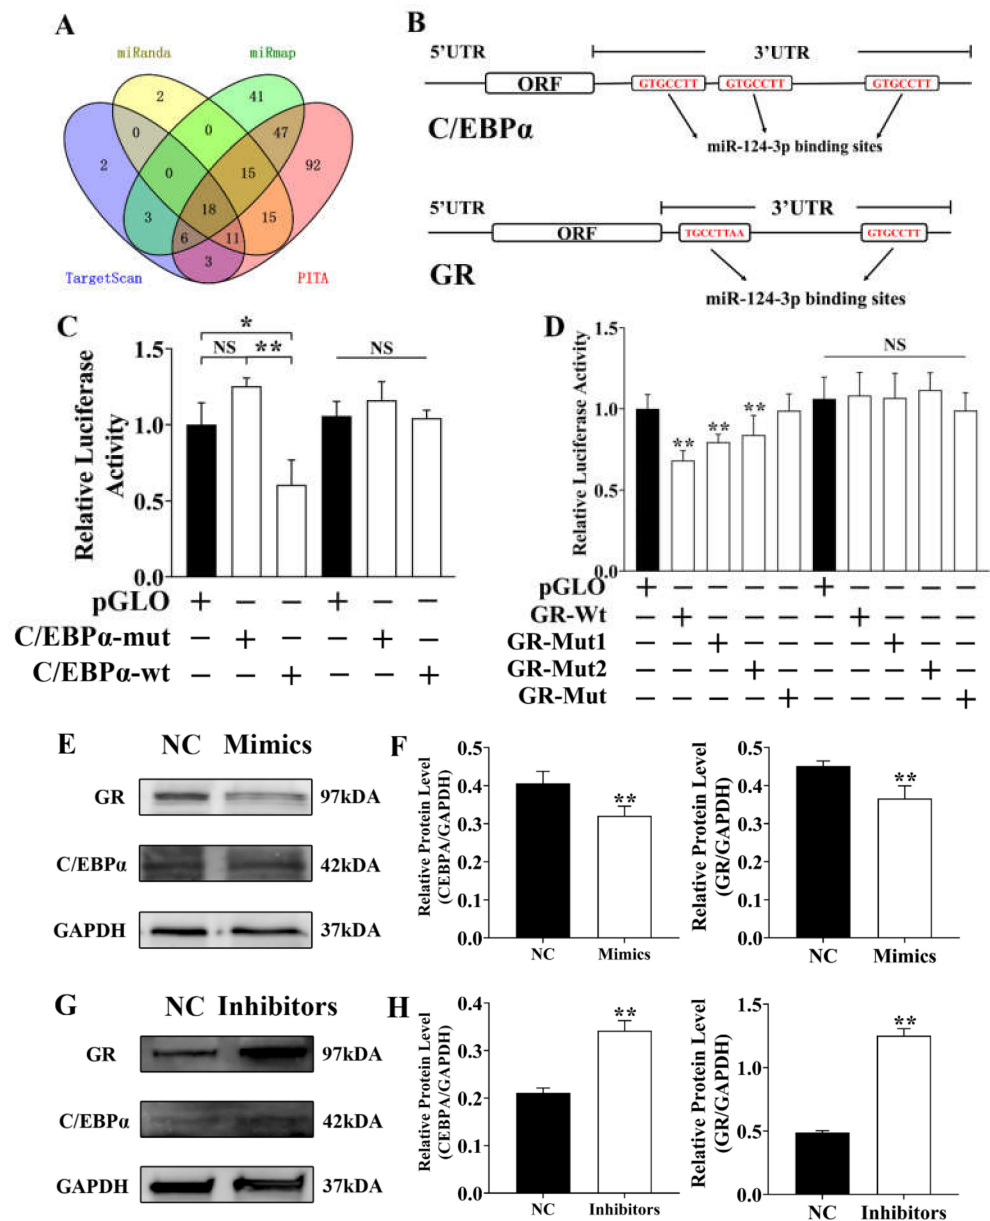 A
miRanda
miRmap
2
41
0
0
47
2
0
15
92
3
18
15
6
11
3
TargetScan
PITA
B
5’UTR
3’UTR
ORF
GTGCCTT
GTGCCTT
GTGCCTT
C/EBPα
miR-124-3p binding sites
5’UTR
3’UTR
ORF
TGCCTTAA
GTGCCTT
GR
miR-124-3p binding sites
C
Relative Luciferase
Activity
1.5
1.0
0.5
0.0
*
NS
**
NS
pGLO + − − + − −
C/EBPα-mut − + − − + −
C/EBPα-wt − − + − − +
D
Relative Luciferase Activity
1.5
1.0
0.5
0.0
**
**
**
NS
pGLO + − − − − + − − − −
GR-Wt − + − − − − + − − −
GR-Mut1 − − + − − − − + − −
GR-Mut2 − − − + − − − − + −
GR-Mut − − − − + − − − − +
E
NC Mimics
GR 97kDA
C/EBPα 42kDA
GAPDH 37kDA
F
Relative Protein Level
(CEBPA/GAPDH)
0.5
0.4
0.3
0.2
0.1
0.0
**
NC Mimics
Relative Protein Level
(GR/GAPDH)
0.5
0.4
0.3
0.2
0.1
0.0
**
NC Mimics
G
NC Inhibitors
GR 97kDA
C/EBPα 42kDA
GAPDH 37kDA
H
Relative Protein Level
(CEBPA/GAPDH)
0.4
0.3
0.2
0.1
0.0
**
NC Inhibitors
Relative Protein Level
(GR/GAPDH)
1.5
1.0
0.5
0.0
**
NC Inhibitors